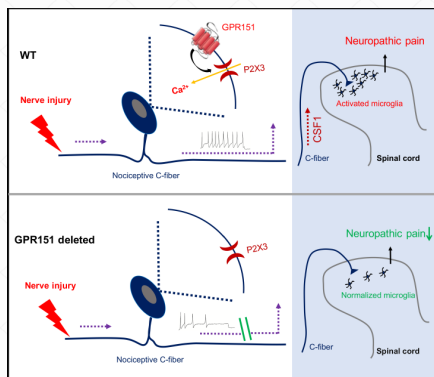 GPR151
WT
P2X3
Ca²⁺
Nerve injury
Nociceptive C-fiber
Neuropathic pain
Activated microglia
CSF1
C-fiber
Spinal cord
GPR151 deleted
P2X3
Nerve injury
Nociceptive C-fiber
Neuropathic pain
Normalized microglia
C-fiber
Spinal cord